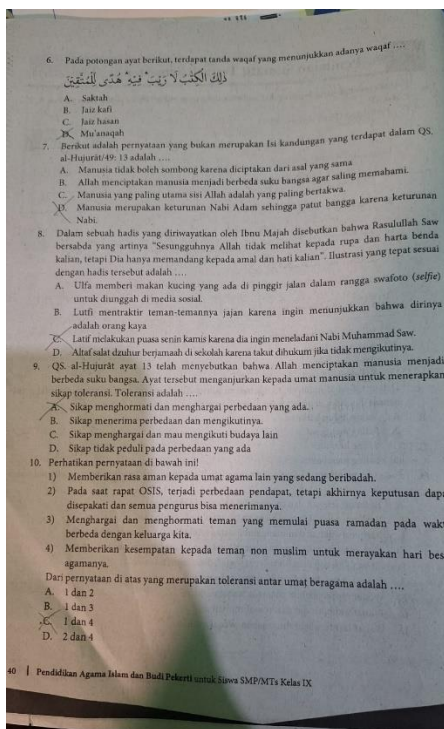 6. Pada potongan ayat berikut, terdapat tanda waqaf yang menunjukkan adanya waqaf ….
ذٰلِكَ الْكِتٰبُ لَا رَيْبَ ۛ فِيْهِ ۛ هُدًى لِّلْمُتَّقِيْنَ
A. Saktah
B. Jaiz kafi
C. Jaiz hasan
D. Mu'anaqah
7. Berikut adalah pernyataan yang bukan merupakan Isi kandungan yang terdapat dalam QS.
al-Hujurāt/49: 13 adalah ….
A. Manusia tidak boleh sombong karena diciptakan dari asal yang sama
B. Allah menciptakan manusia menjadi berbeda suku bangsa agar saling memahami.
C. Manusia yang paling utama sisi Allah adalah yang paling bertakwa.
D. Manusia merupakan keturunan Nabi Adam sehingga patut bangga karena keturunan
Nabi.
8. Dalam sebuah hadis yang diriwayatkan oleh Ibnu Majah disebutkan bahwa Rasulullah Saw
bersabda yang artinya "Sesungguhnya Allah tidak melihat kepada rupa dan harta benda
kalian, tetapi Dia hanya memandang kepada amal dan hati kalian". Ilustrasi yang tepat sesuai
dengan hadis tersebut adalah ….
A. Ulfa memberi makan kucing yang ada di pinggir jalan dalam rangga swafoto (selfie)
untuk diunggah di media sosial.
B. Lutfi mentraktir teman-temannya jajan karena ingin menunjukkan bahwa dirinya
adalah orang kaya
C. Latif melakukan puasa senin kamis karena dia ingin meneladani Nabi Muhammad Saw.
D. Altaf salat dzuhur berjamaah di sekolah karena takut dihukum jika tidak mengikutinya.
9. QS. al-Hujurāt ayat 13 telah menyebutkan bahwa Allah menciptakan manusia menjadi
berbeda suku bangsa. Ayat tersebut menganjurkan kepada umat manusia untuk menerapkan
sikap toleransi. Toleransi adalah ….
A. Sikap menghormati dan menghargai perbedaan yang ada.
B. Sikap menerima perbedaan dan mengikutinya.
C. Sikap menghargai dan mau mengikuti budaya lain
D. Sikap tidak peduli pada perbedaan yang ada
10. Perhatikan pernyataan di bawah ini!
1) Memberikan rasa aman kepada umat agama lain yang sedang beribadah.
2) Pada saat rapat OSIS, terjadi perbedaan pendapat, tetapi akhirnya keputusan dap
disepakati dan semua pengurus bisa menerimanya.
3) Menghargai dan menghormati teman yang memulai puasa ramadan pada wak
berbeda dengan keluarga kita.
4) Memberikan kesempatan kepada teman non muslim untuk merayakan hari bes
agamanya.
Dari pernyataan di atas yang merupakan toleransi antar umat beragama adalah ….
A. 1 dan 2
B. 1 dan 3
C. 1 dan 4
D. 2 dan 4
40 | Pendidikan Agama Islam dan Budi Pekerti untuk Siswa SMP/MTs Kelas IX